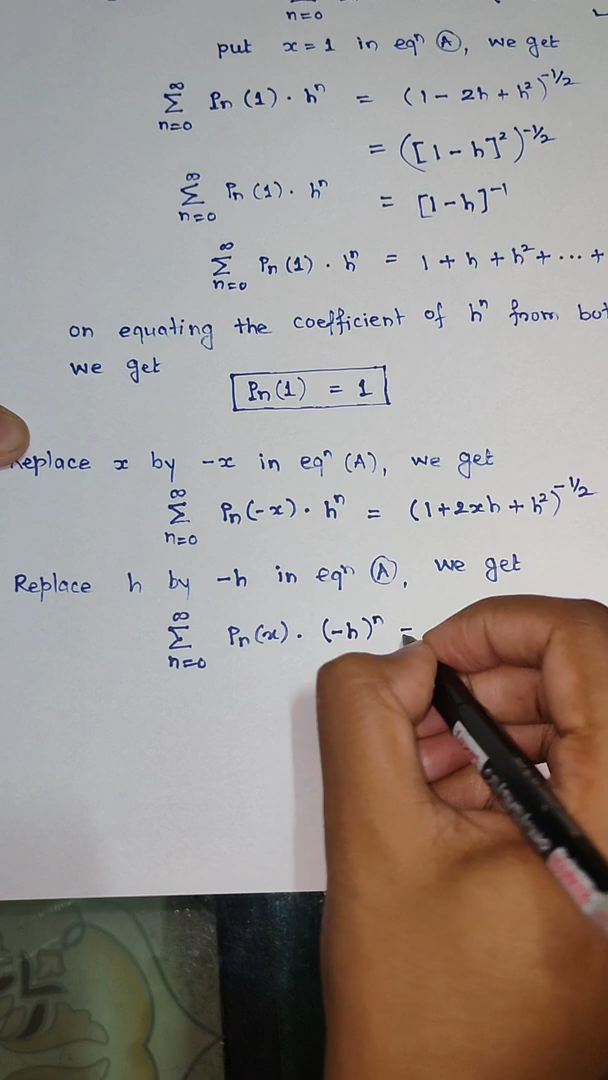 n=0
put x = 1 in eqⁿ Ⓐ, we get
∞∑n=0 Pn(1)·hⁿ = (1 - 2h + h²)^-1/2
= ([1-h]²)^-1/2
∞∑n=0 Pn(1)·hⁿ = [1-h]^-1
∞∑n=0 Pn(1)·hⁿ = 1 + h + h² + ... +
on equating the coefficient of hⁿ from
we get
Pn(1) = 1
Replace x by -x in eqⁿ (A), we get
∞∑n=0 Pn(-x)·hⁿ = (1+2xh+h²)^-1/2
Replace h by -h in eqⁿ Ⓐ, we get
∞∑n=0 Pn(x)·(-h)ⁿ =